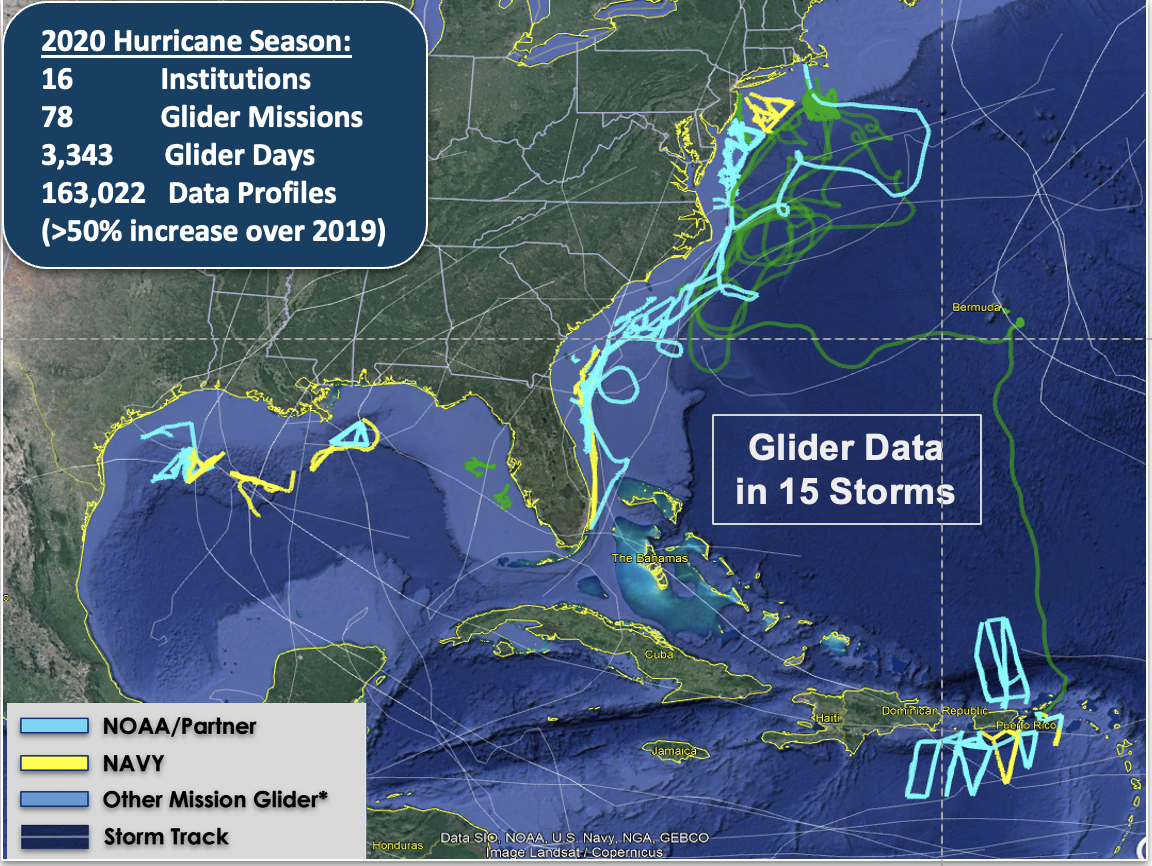 2020 Hurricane Season:
16 Institutions
78 Glider Missions
3,343 Glider Days
163,022 Data Profiles
(>50% increase over 2019)
Bermuda
Glider Data
in 15 Storms
The Bahamas
Cuba
Haiti
Dominican Republic
Puerto Rico
Jamaica
NOAA/Partner
NAVY
Other Mission Glider*
Storm Track
Honduras
Data SIO, NOAA, U.S. Navy, NGA, GEBCO
Image Landsat / Copernicus